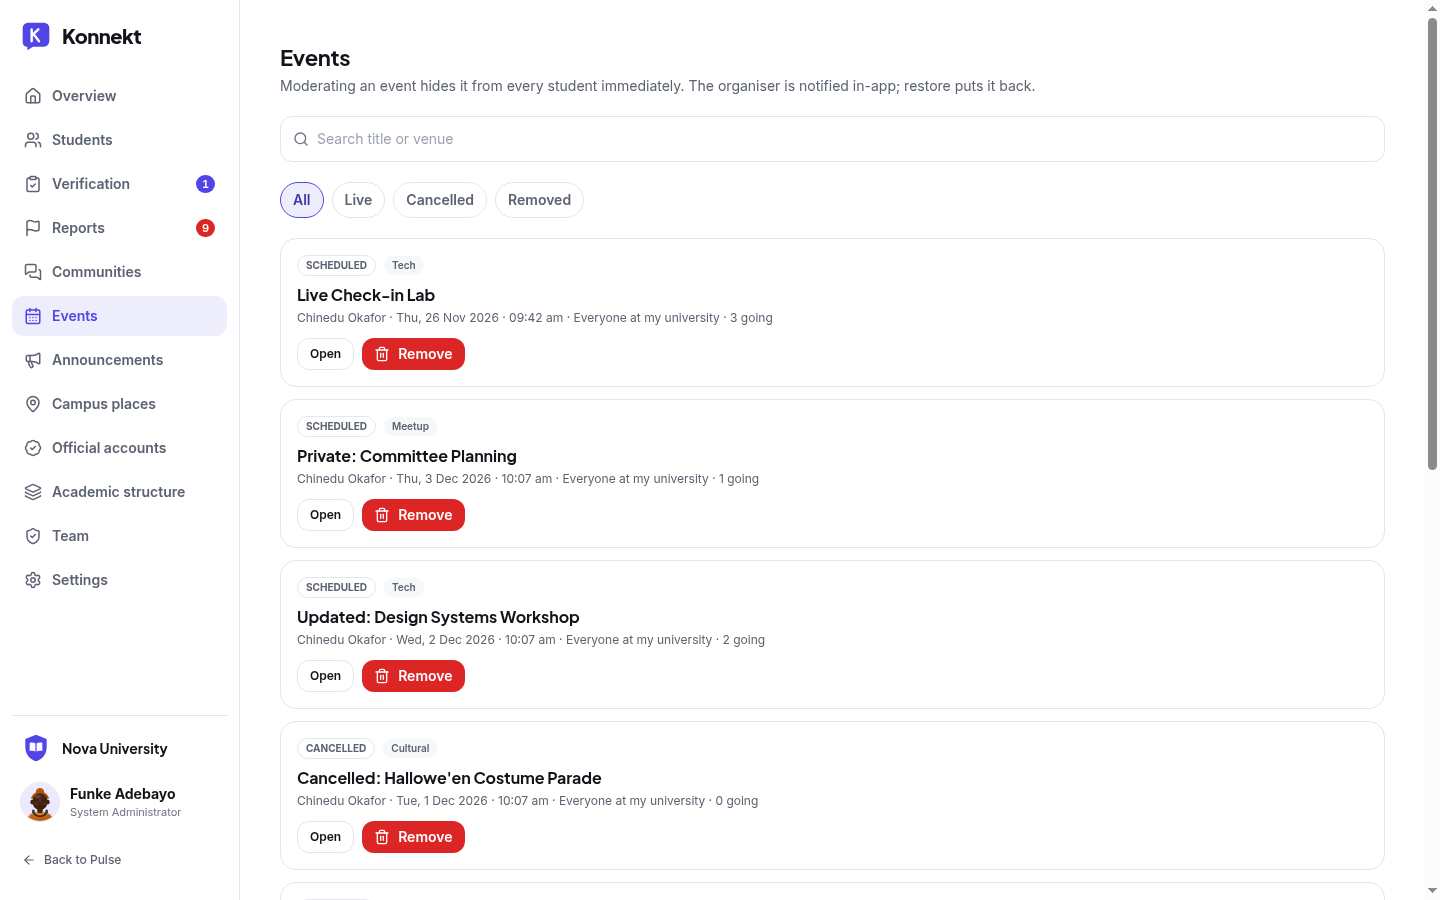 Konnekt
Overview
Students
Verification 1
Reports 9
Communities
Events
Announcements
Campus places
Official accounts
Academic structure
Team
Settings
Nova University
Funke Adebayo
System Administrator
Back to Pulse
Events
Moderating an event hides it from every student immediately. The organiser is notified in-app; restore puts it back.
Search title or venue
All Live Cancelled Removed
SCHEDULED Tech
Live Check-in Lab
Chinedu Okafor · Thu, 26 Nov 2026 · 09:42 am · Everyone at my university · 3 going
Open Remove
SCHEDULED Meetup
Private: Committee Planning
Chinedu Okafor · Thu, 3 Dec 2026 · 10:07 am · Everyone at my university · 1 going
Open Remove
SCHEDULED Tech
Updated: Design Systems Workshop
Chinedu Okafor · Wed, 2 Dec 2026 · 10:07 am · Everyone at my university · 2 going
Open Remove
CANCELLED Cultural
Cancelled: Hallowe'en Costume Parade
Chinedu Okafor · Tue, 1 Dec 2026 · 10:07 am · Everyone at my university · 0 going
Open Remove